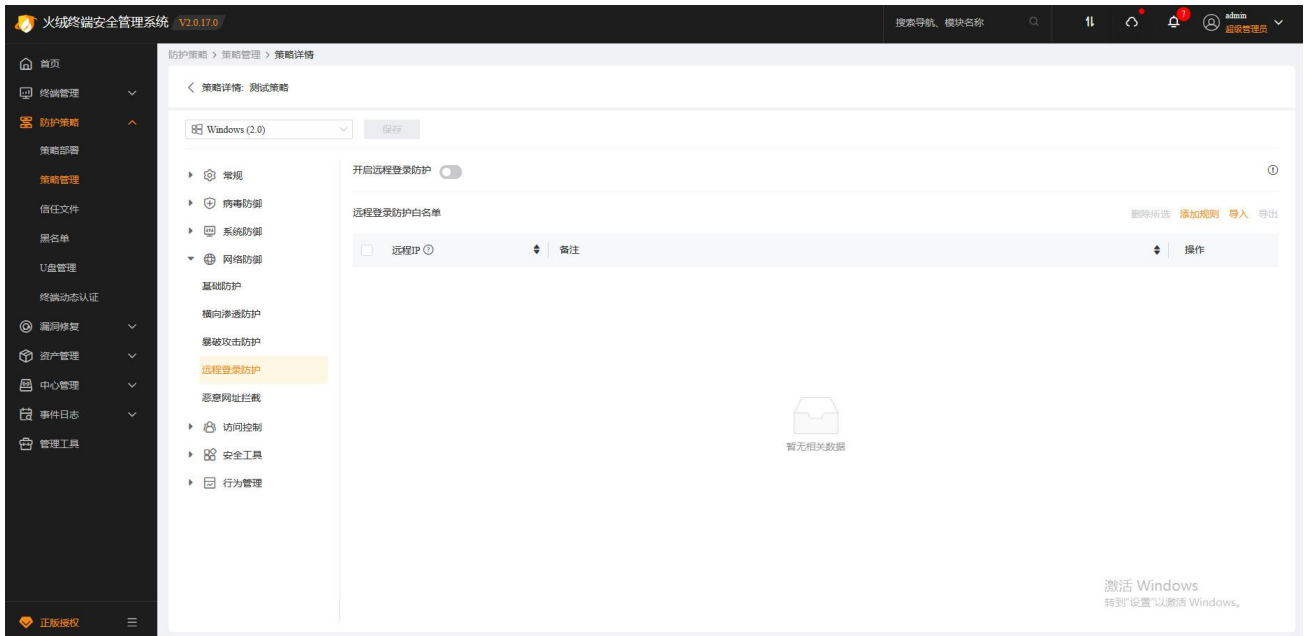 火绒终端安全管理系统 V2.0.17.0
搜索导航、模块名称
7
admin
超级管理员
首页
终端管理
防护策略
策略部署
策略管理
信任文件
黑名单
U盘管理
终端动态认证
漏洞修复
资产管理
中心管理
事件日志
管理工具
正版授权
防护策略 > 策略管理 > 策略详情
策略详情: 测试策略
Windows (2.0)
保存
常规
病毒防御
系统防御
网络防御
基础防护
横向渗透防护
暴破攻击防护
远程登录防护
恶意网址拦截
访问控制
安全工具
行为管理
开启远程登录防护
远程登录防护白名单
删除所选 添加规则 导入 导出
远程IP 备注 操作
暂无相关数据
激活 Windows
转到"设置"以激活 Windows。